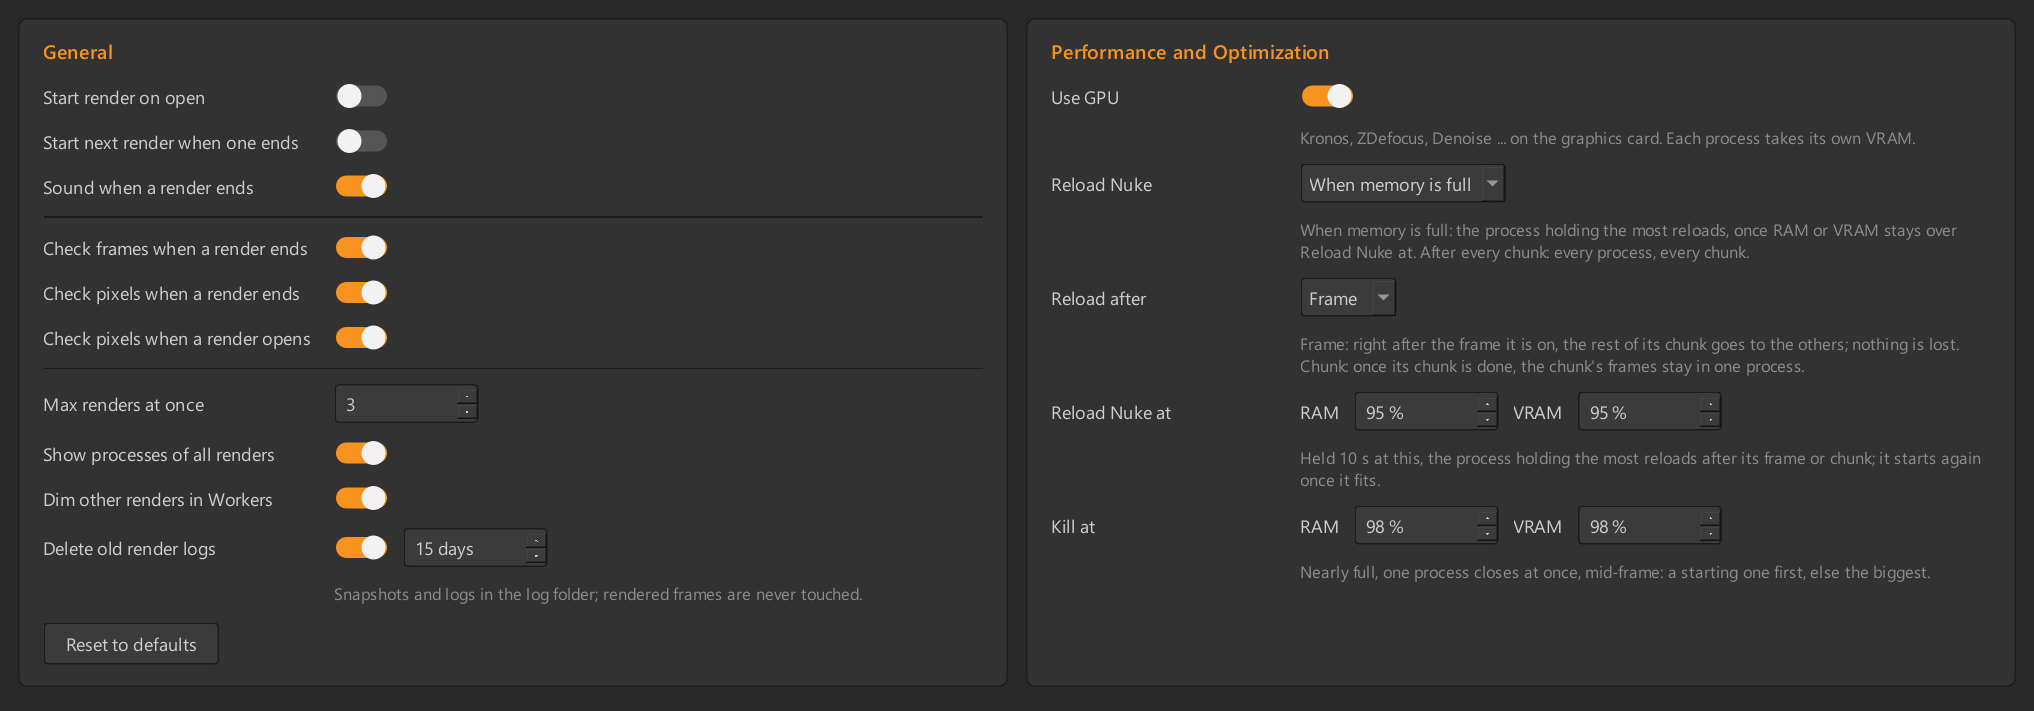 General
Start render on open
Start next render when one ends
Sound when a render ends
Check frames when a render ends
Check pixels when a render ends
Check pixels when a render opens
Max renders at once 3
Show processes of all renders
Dim other renders in Workers
Delete old render logs 15 days
Snapshots and logs in the log folder; rendered frames are never touched.
Reset to defaults
Performance and Optimization
Use GPU
Kronos, ZDefocus, Denoise ... on the graphics card. Each process takes its own VRAM.
Reload Nuke When memory is full
When memory is full: the process holding the most reloads, once RAM or VRAM stays over
Reload Nuke at. After every chunk: every process, every chunk.
Reload after Frame
Frame: right after the frame it is on, the rest of its chunk goes to the others; nothing is lost.
Chunk: once its chunk is done, the chunk's frames stay in one process.
Reload Nuke at RAM 95 % VRAM 95 %
Held 10 s at this, the process holding the most reloads after its frame or chunk; it starts again
once it fits.
Kill at RAM 98 % VRAM 98 %
Nearly full, one process closes at once, mid-frame: a starting one first, else the biggest.